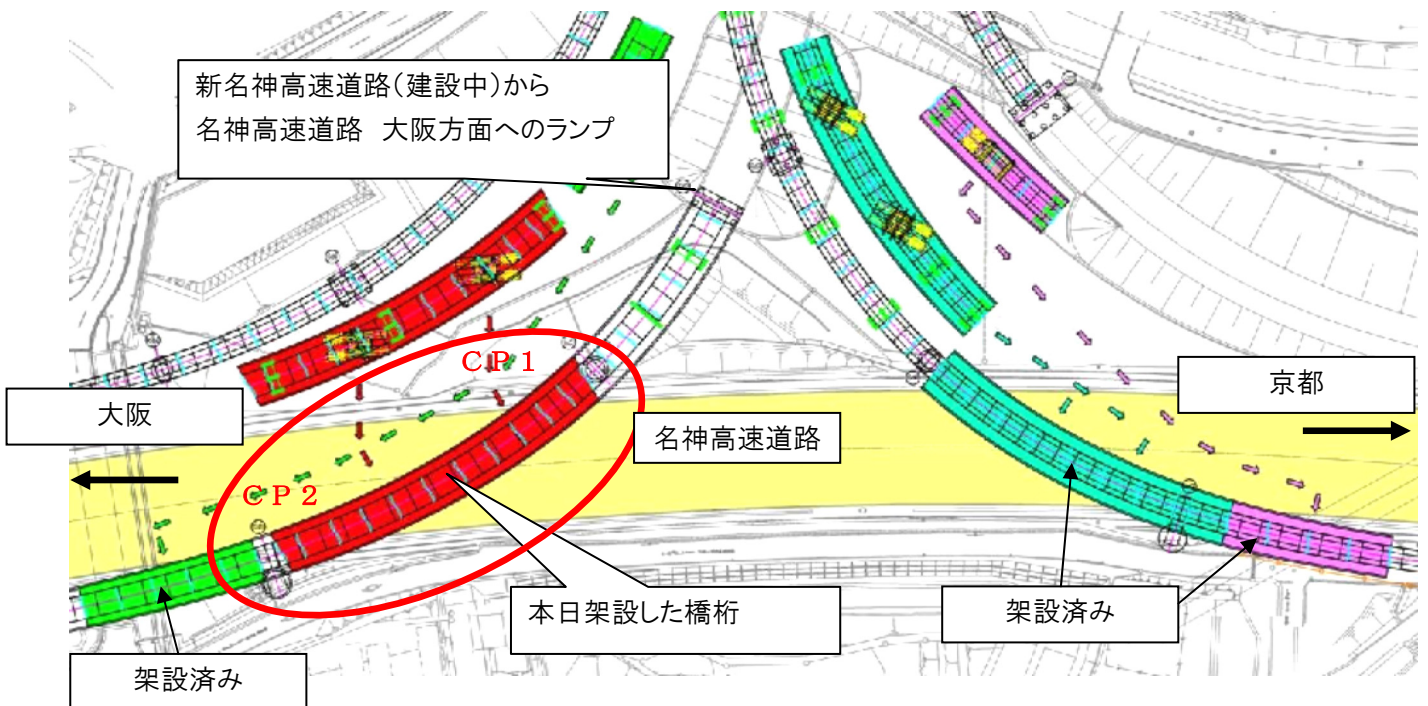 新名神高速道路(建設中)から
名神高速道路 大阪方面へのランプ
CP1
京都
大阪
名神高速道路
CP2
本日架設した橋桁
架設済み
架設済み